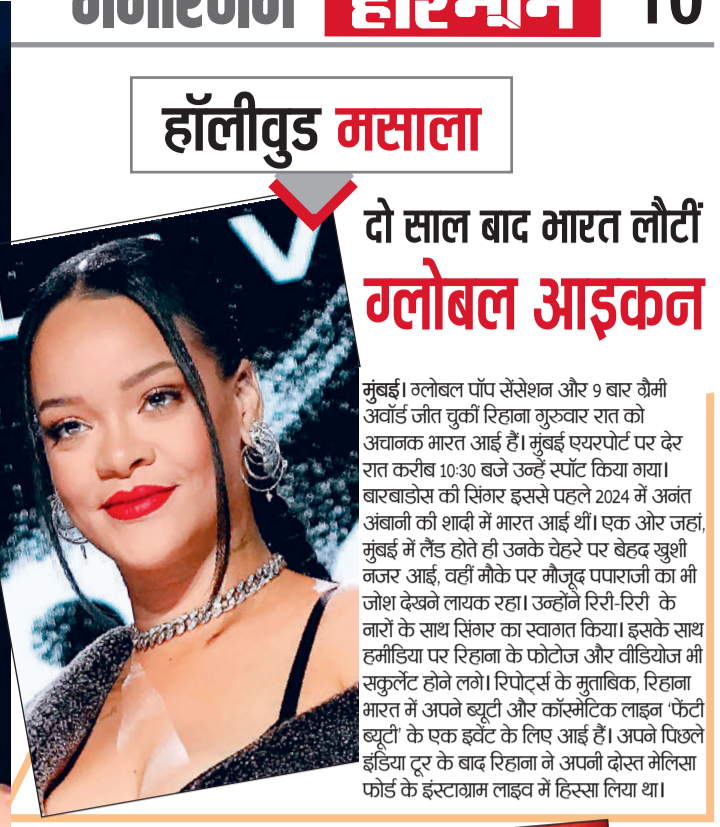 हरिभूमि
10
हॉलीवुड मसाला
दो साल बाद भारत लौटीं
ग्लोबल आइकन
मुंबई। ग्लोबल पॉप सेंसेशन और 9 बार ग्रैमी
अवॉर्ड जीत चुकीं रिहाना गुरुवार रात को
अचानक भारत आई हैं। मुंबई एयरपोर्ट पर देर
रात करीब 10:30 बजे उन्हें स्पॉट किया गया।
बारबाडोस की सिंगर इससे पहले 2024 में अनंत
अंबानी की शादी में भारत आई थीं। एक ओर जहां,
मुंबई में लैंड होते ही उनके चेहरे पर बेहद खुशी
नजर आई, वहीं मौके पर मौजूद पपाराजी का भी
जोश देखने लायक रहा। उन्होंने रिरी-रिरी के
नारों के साथ सिंगर का स्वागत किया। इसके साथ
हमीडिया पर रिहाना के फोटोज और वीडियोज भी
सकुर्लेट होने लगे। रिपोर्ट्स के मुताबिक, रिहाना
भारत में अपने ब्यूटी और कॉस्मेटिक लाइन ‘फेंटी
ब्यूटी’ के एक इवेंट के लिए आई हैं। अपने पिछले
इंडिया टूर के बाद रिहाना ने अपनी दोस्त मेलिसा
फोर्ड के इंस्टाग्राम लाइव में हिस्सा लिया था।